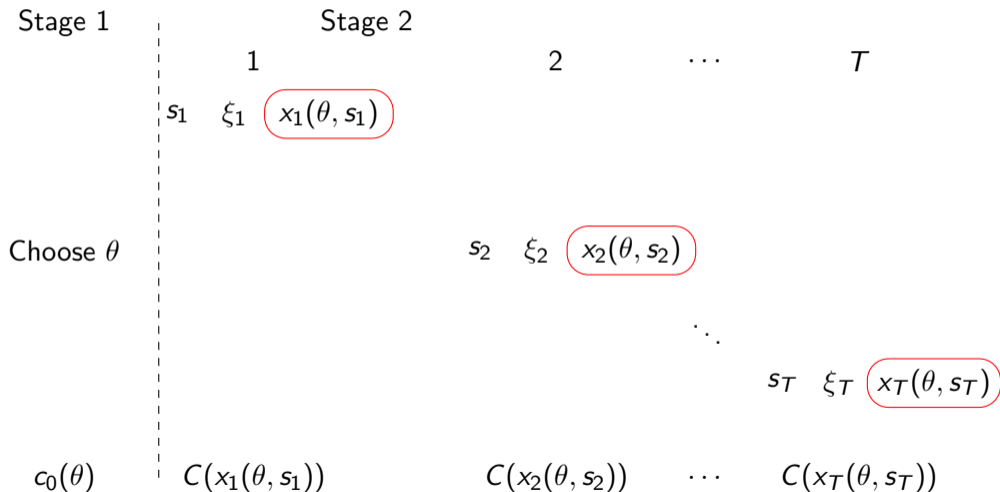 Stage 1 Stage 2
1 2 ⋯ T
s₁ ξ₁ x₁(θ, s₁)
Choose θ s₂ ξ₂ x₂(θ, s₂)
⋱
s_T ξ_T x_T(θ, s_T)
c₀(θ) C(x₁(θ, s₁)) C(x₂(θ, s₂)) ⋯ C(x_T(θ, s_T))